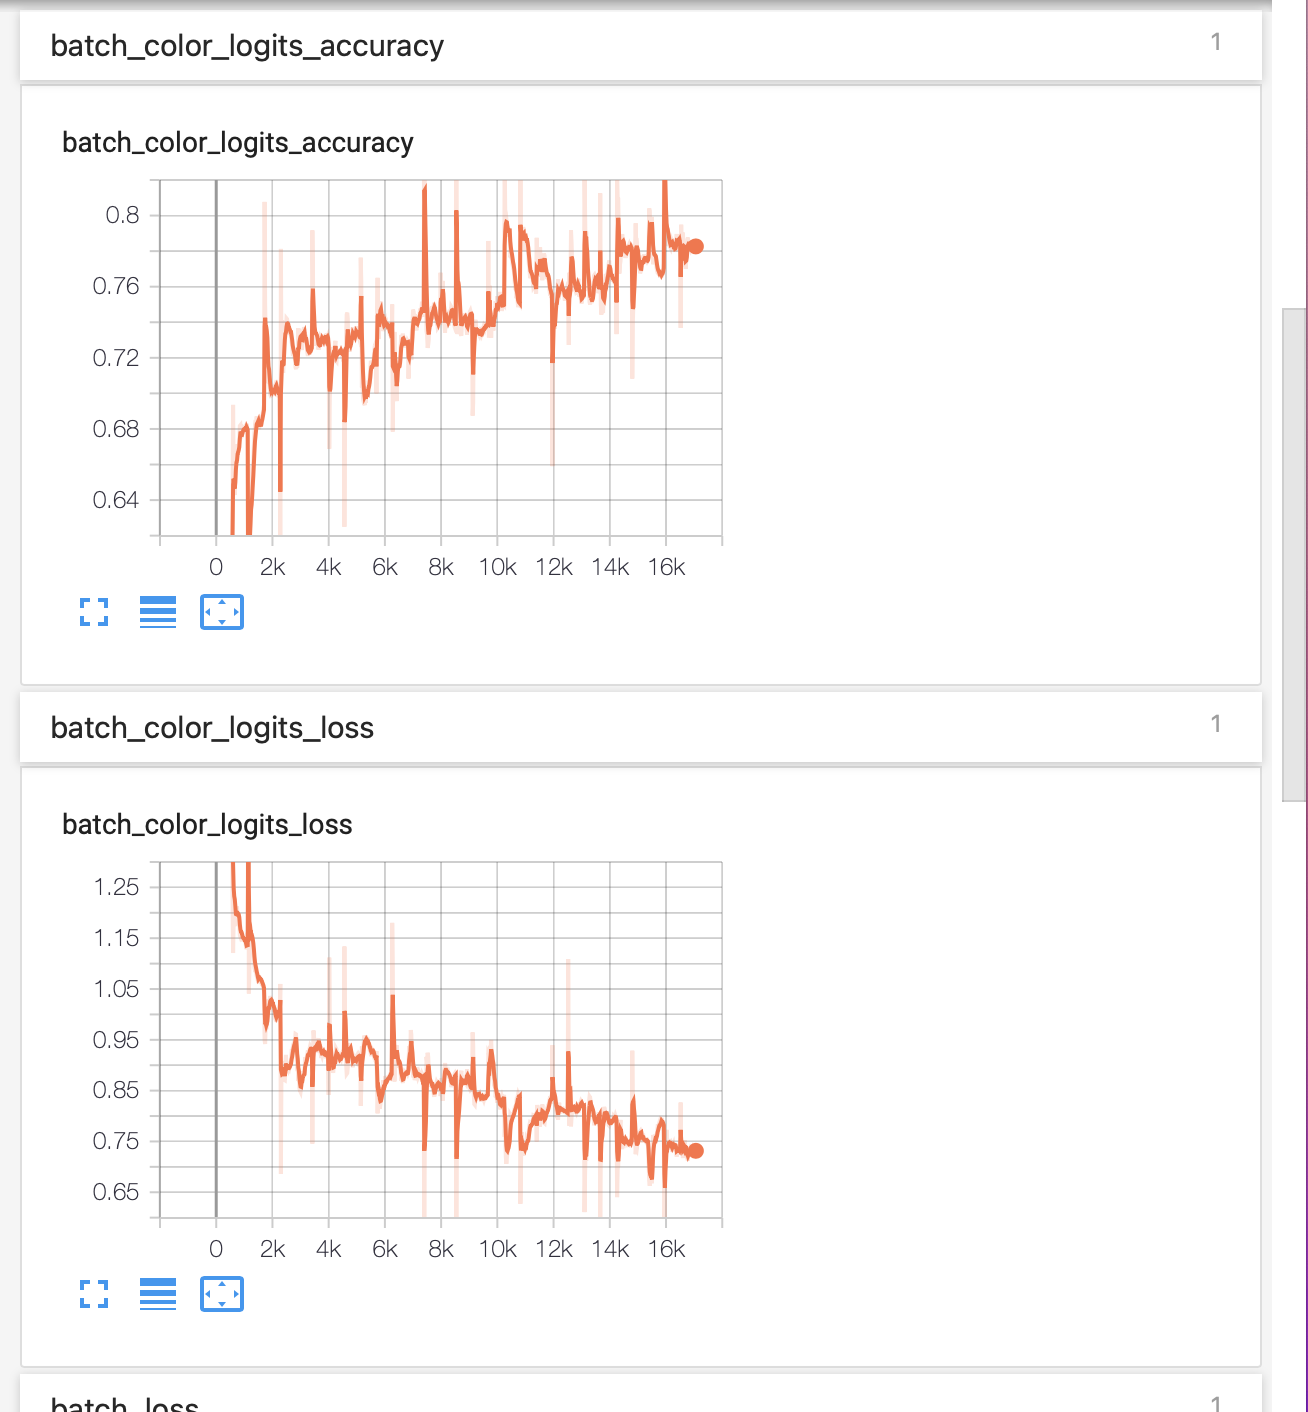 batch_color_logits_accuracy 1
batch_color_logits_accuracy
0.8
0.76
0.72
0.68
0.64
0 2k 4k 6k 8k 10k 12k 14k 16k
batch_color_logits_loss 1
batch_color_logits_loss
1.25
1.15
1.05
0.95
0.85
0.75
0.65
0 2k 4k 6k 8k 10k 12k 14k 16k
batch_loss 1